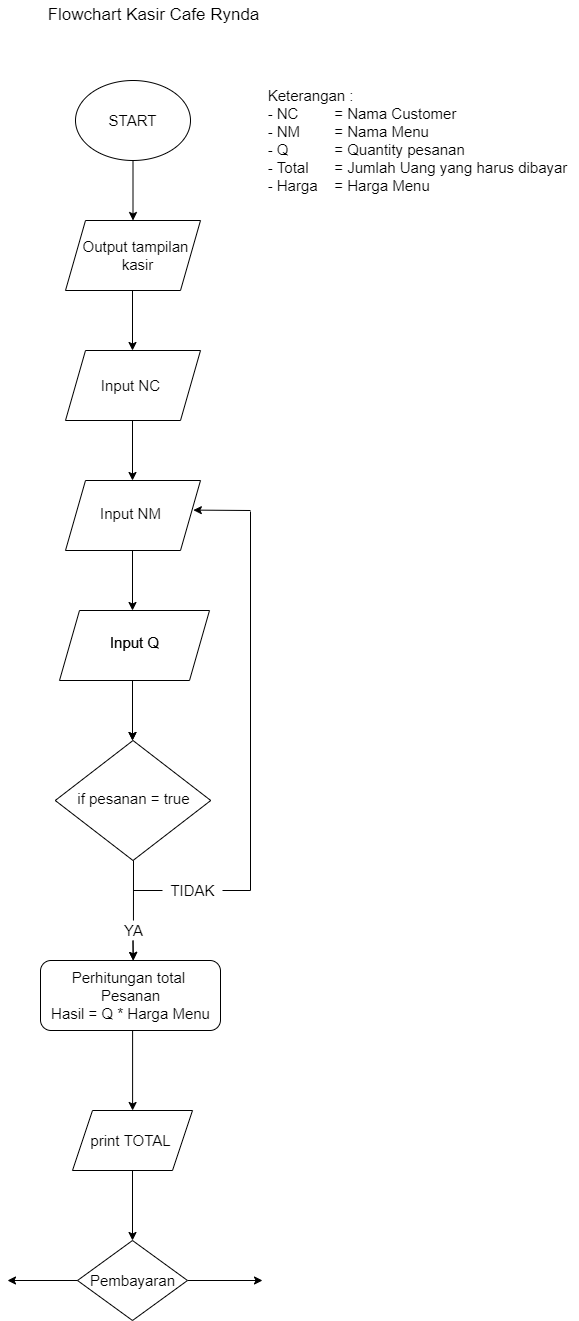 Flowchart Kasir Cafe Rynda
Keterangan :
- NC = Nama Customer
- NM = Nama Menu
- Q = Quantity pesanan
- Total = Jumlah Uang yang harus dibayar
- Harga = Harga Menu
START
Output tampilan
kasir
Input NC
Input NM
Input Q
if pesanan = true
TIDAK
YA
Perhitungan total
Pesanan
Hasil = Q * Harga Menu
print TOTAL
Pembayaran